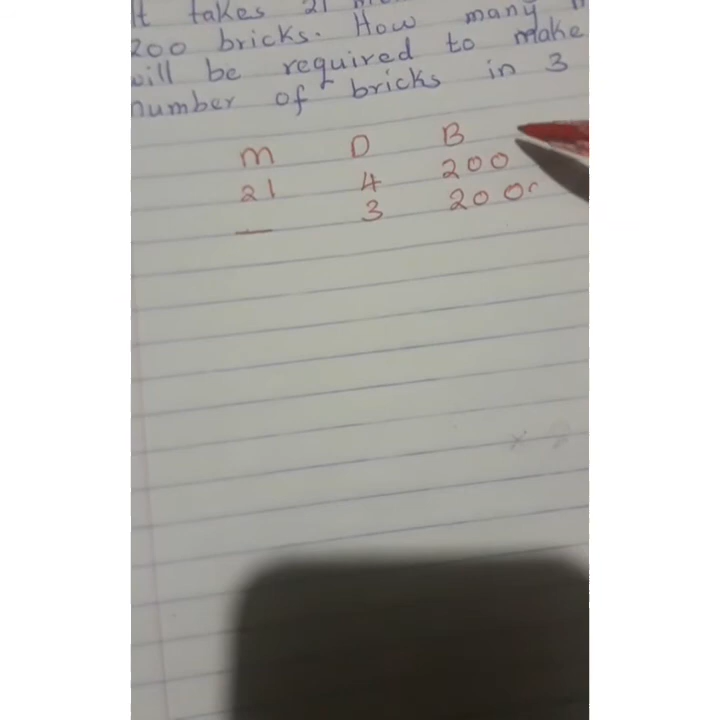 It takes 21
200 bricks. How many
will be required to make
number of bricks in 3
M D B
21 4 200
— 3 200